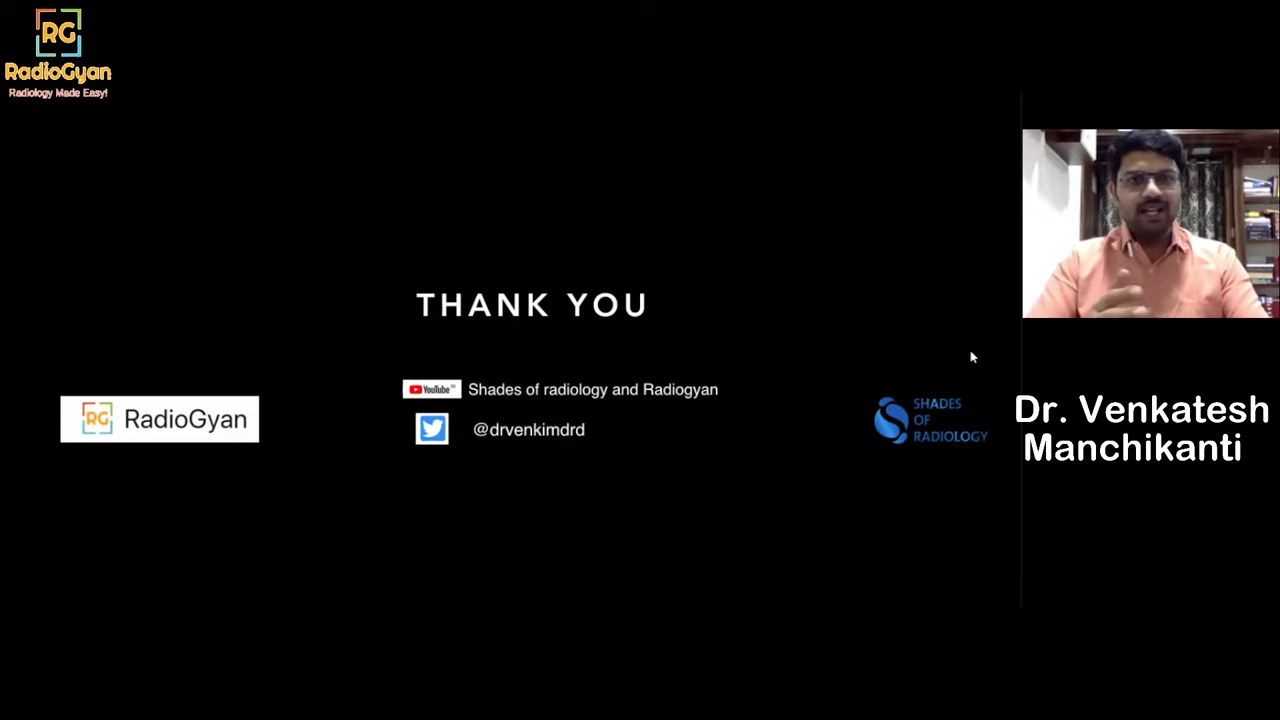 RG
RadioGyan
Radiology Made Easy!
THANK YOU
YouTube IN
Shades of radiology and Radiogyan
@drvenkimdrd
RG RadioGyan
SHADES
OF
RADIOLOGY
Dr. Venkatesh
Manchikanti